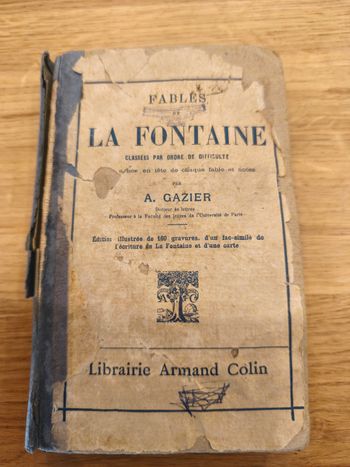 FABLES
DE
LA FONTAINE
CLASSÉES PAR ORDRE DE DIFFICULTÉ
en tête de chaque fable et notes
PAR
A. GAZIER
Docteur ès lettres
Professeur à la Faculté des lettres de l'Université de Paris
Édition illustrée de 160 gravures, d'un fac-similé de
l'écriture de La Fontaine et d'une carte
Librairie Armand Colin